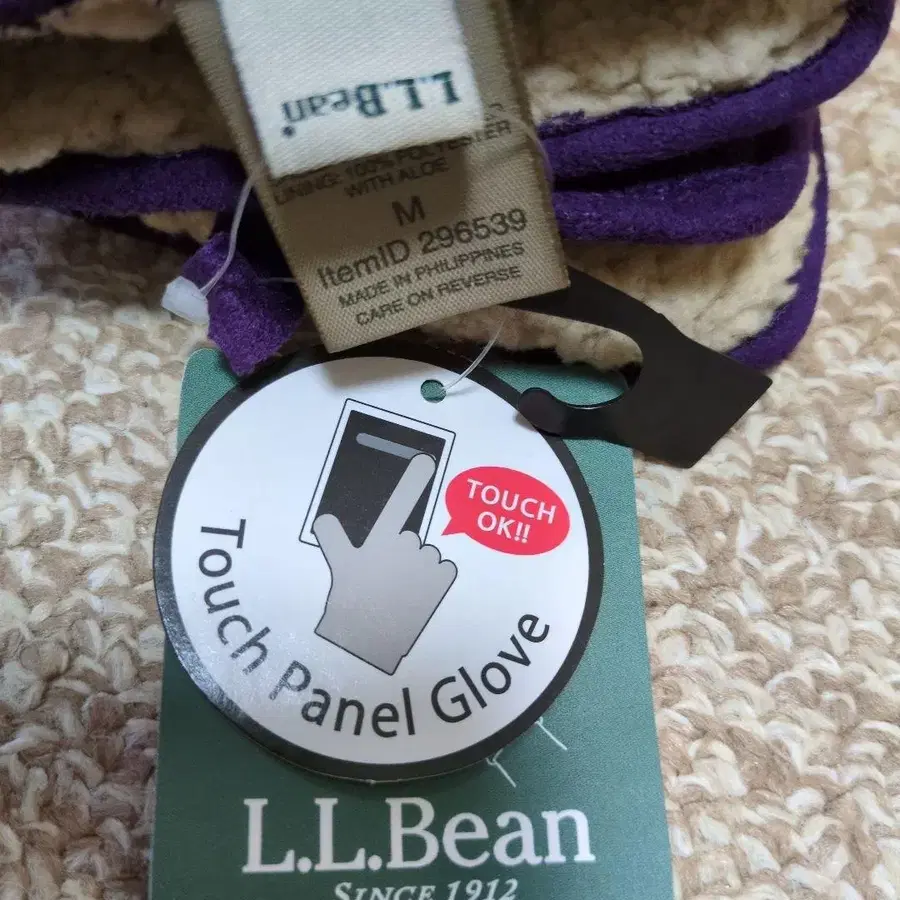 L.L.Bean®
LINING: 100% POLYESTER
WITH ALOE
M
ItemID 296539
MADE IN PHILIPPINES
CARE ON REVERSE
TOUCH
OK!!
Touch Panel Glove
L.L.Bean
SINCE 1912